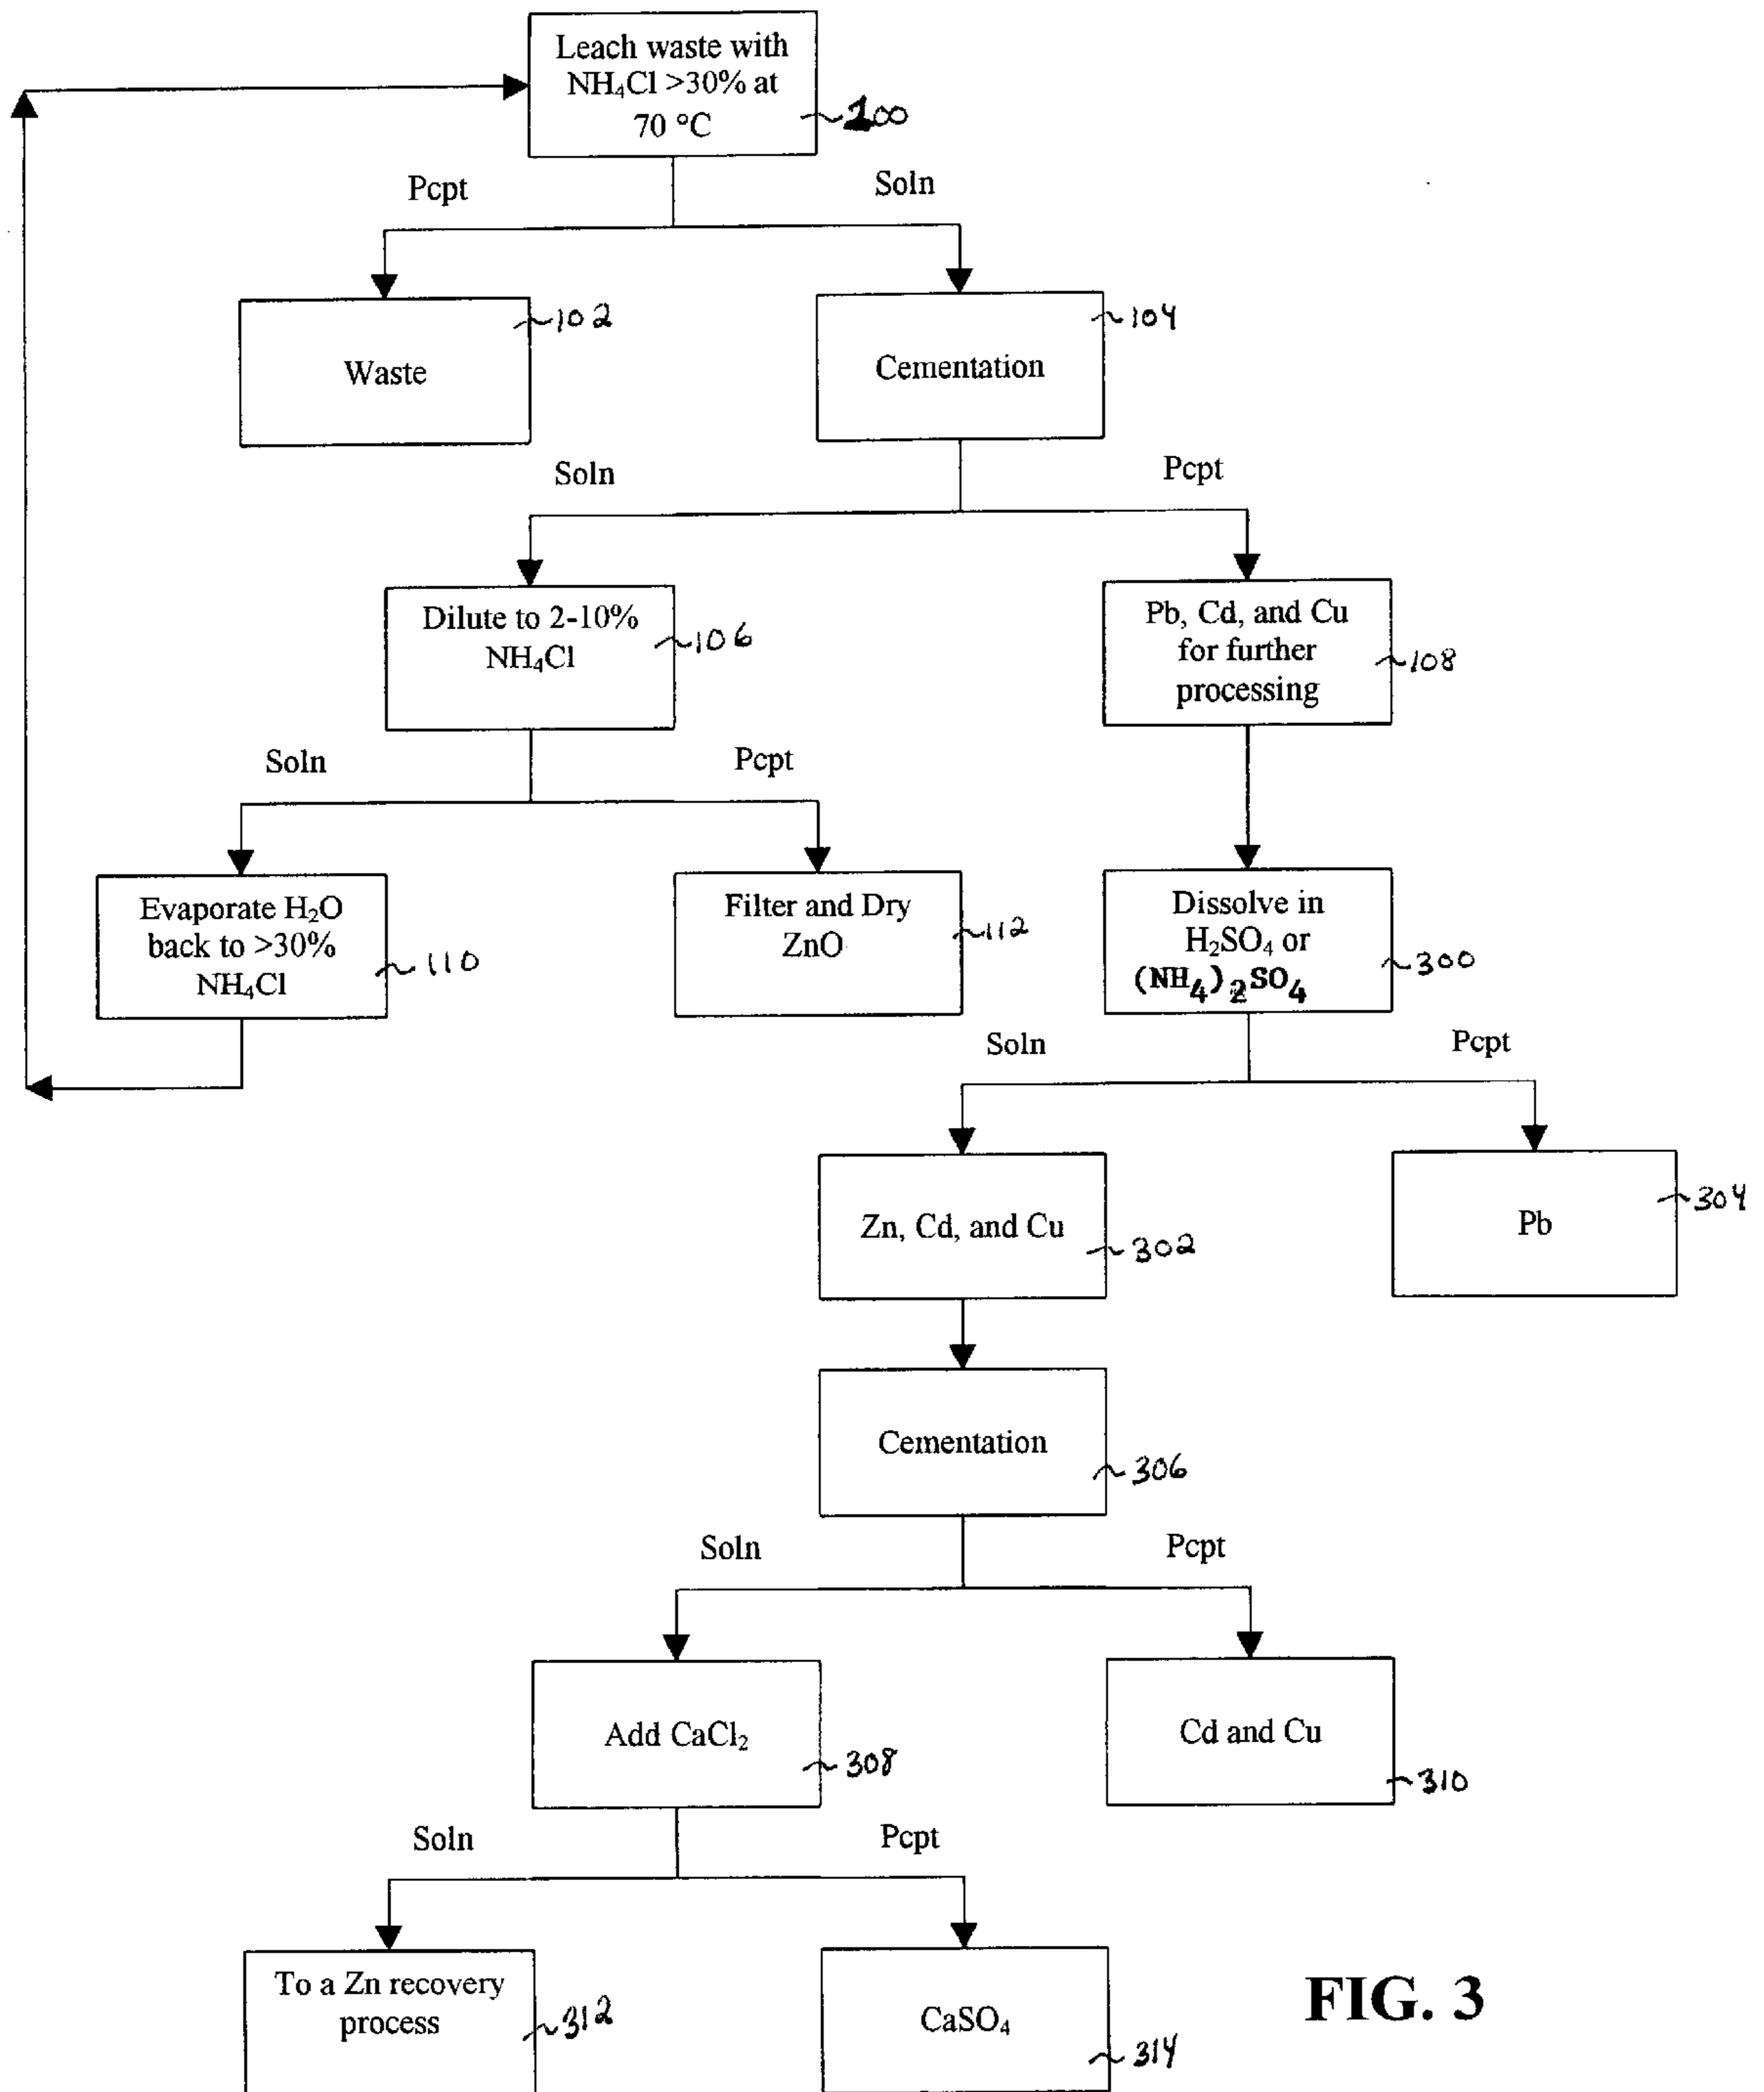 Leach waste with
NH₄Cl >30% at
70 °C
100
Pcpt
Soln
Waste
102
Cementation
104
Soln
Pcpt
Dilute to 2-10%
NH₄Cl
106
Pb, Cd, and Cu
for further
processing
108
Soln
Pcpt
Evaporate H₂O
back to >30%
NH₄Cl
110
Filter and Dry
ZnO
112
Dissolve in
H₂SO₄ or
(NH₄)₂SO₄
300
Soln
Pcpt
Zn, Cd, and Cu
302
Pb
304
Cementation
306
Soln
Pcpt
Add CaCl₂
308
Cd and Cu
310
Soln
Pcpt
To a Zn recovery
process
312
CaSO₄
314
FIG. 3